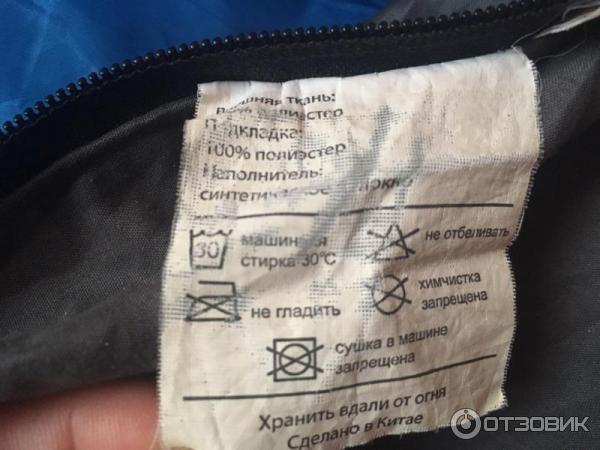 ткань:
Подкладка:
100% полиэстер
Наполнитель:
30
машинная
стирка 30°C
не отбеливать
не гладить
химчистка
запрещена
сушка в машине
запрещена
Хранить вдали от огня
Сделано в Китае
ОТЗОВИК